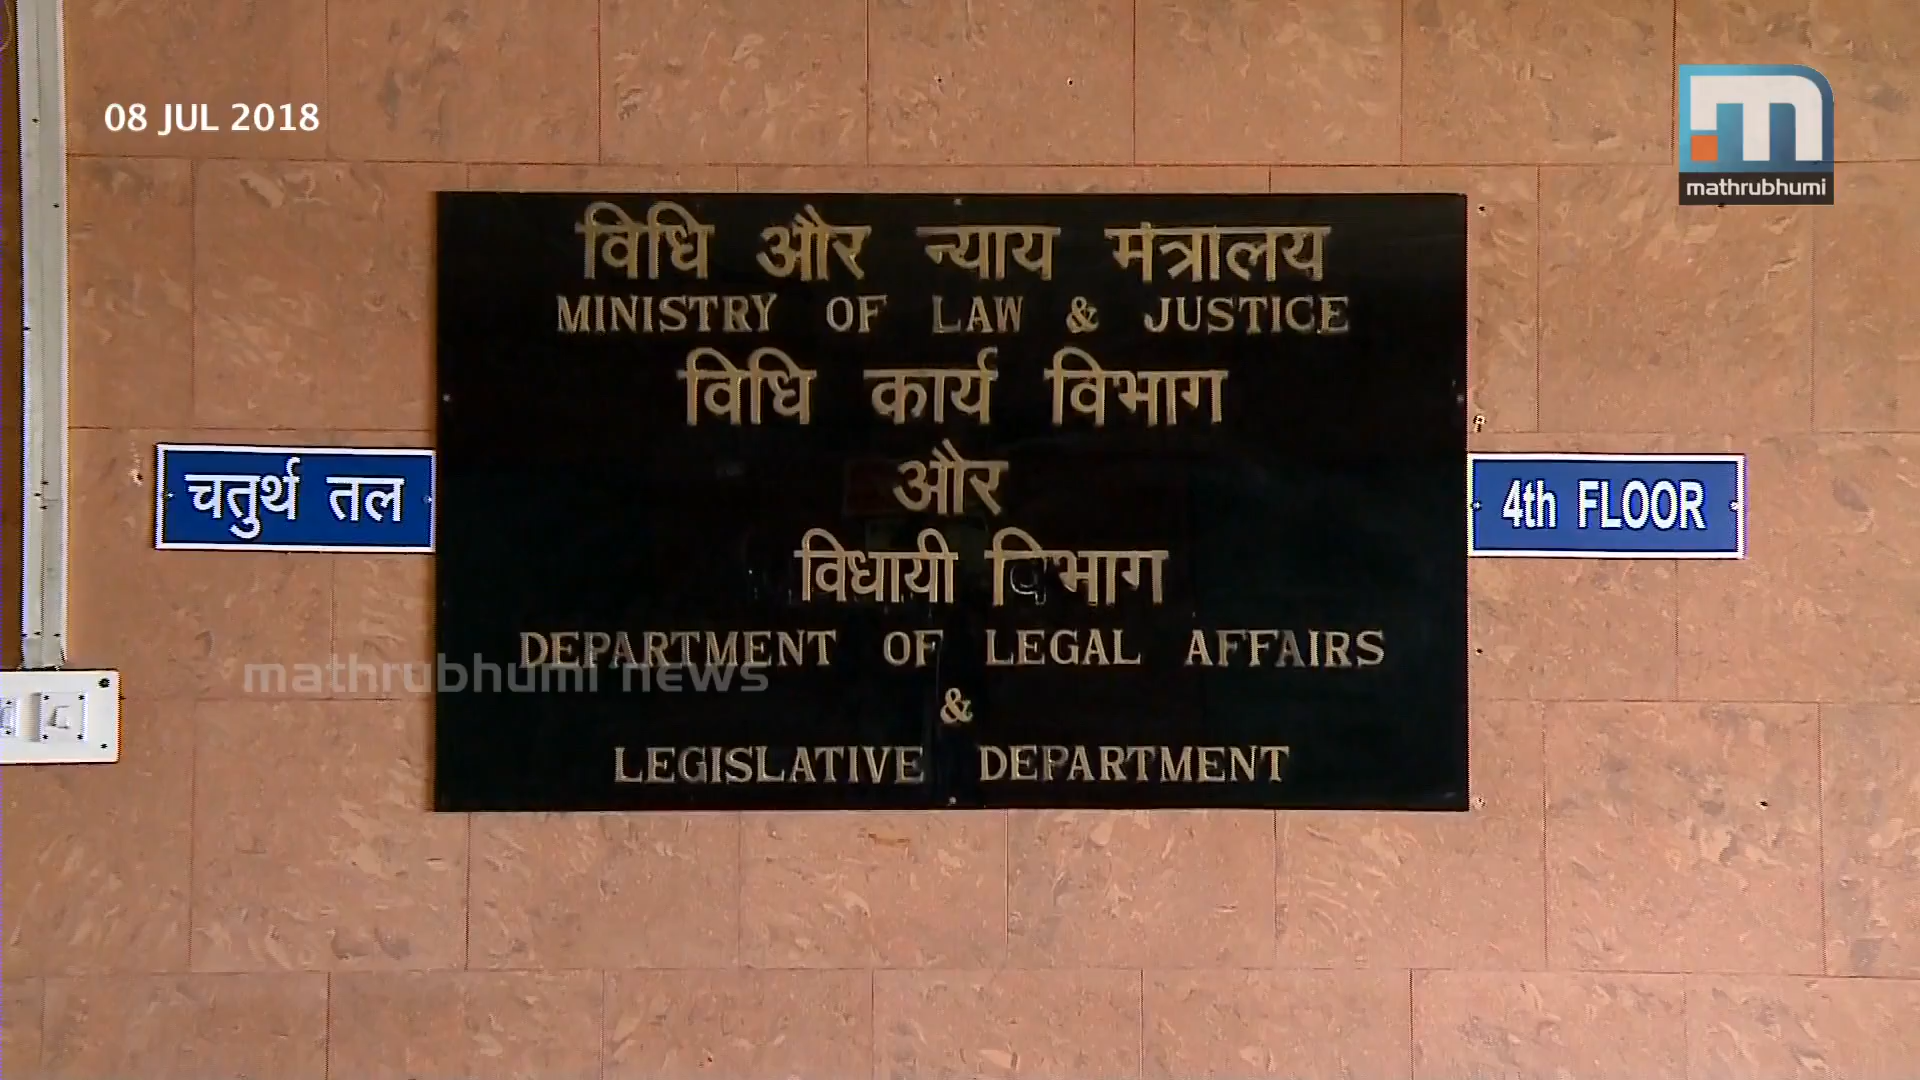 08 JUL 2018
mathrubhumi
विधि और न्याय मंत्रालय
MINISTRY OF LAW & JUSTICE
विधि कार्य विभाग
और
चतुर्थ तल
4th FLOOR
विधायी विभाग
DEPARTMENT OF LEGAL AFFAIRS
mathrubhumi news
&
LEGISLATIVE DEPARTMENT